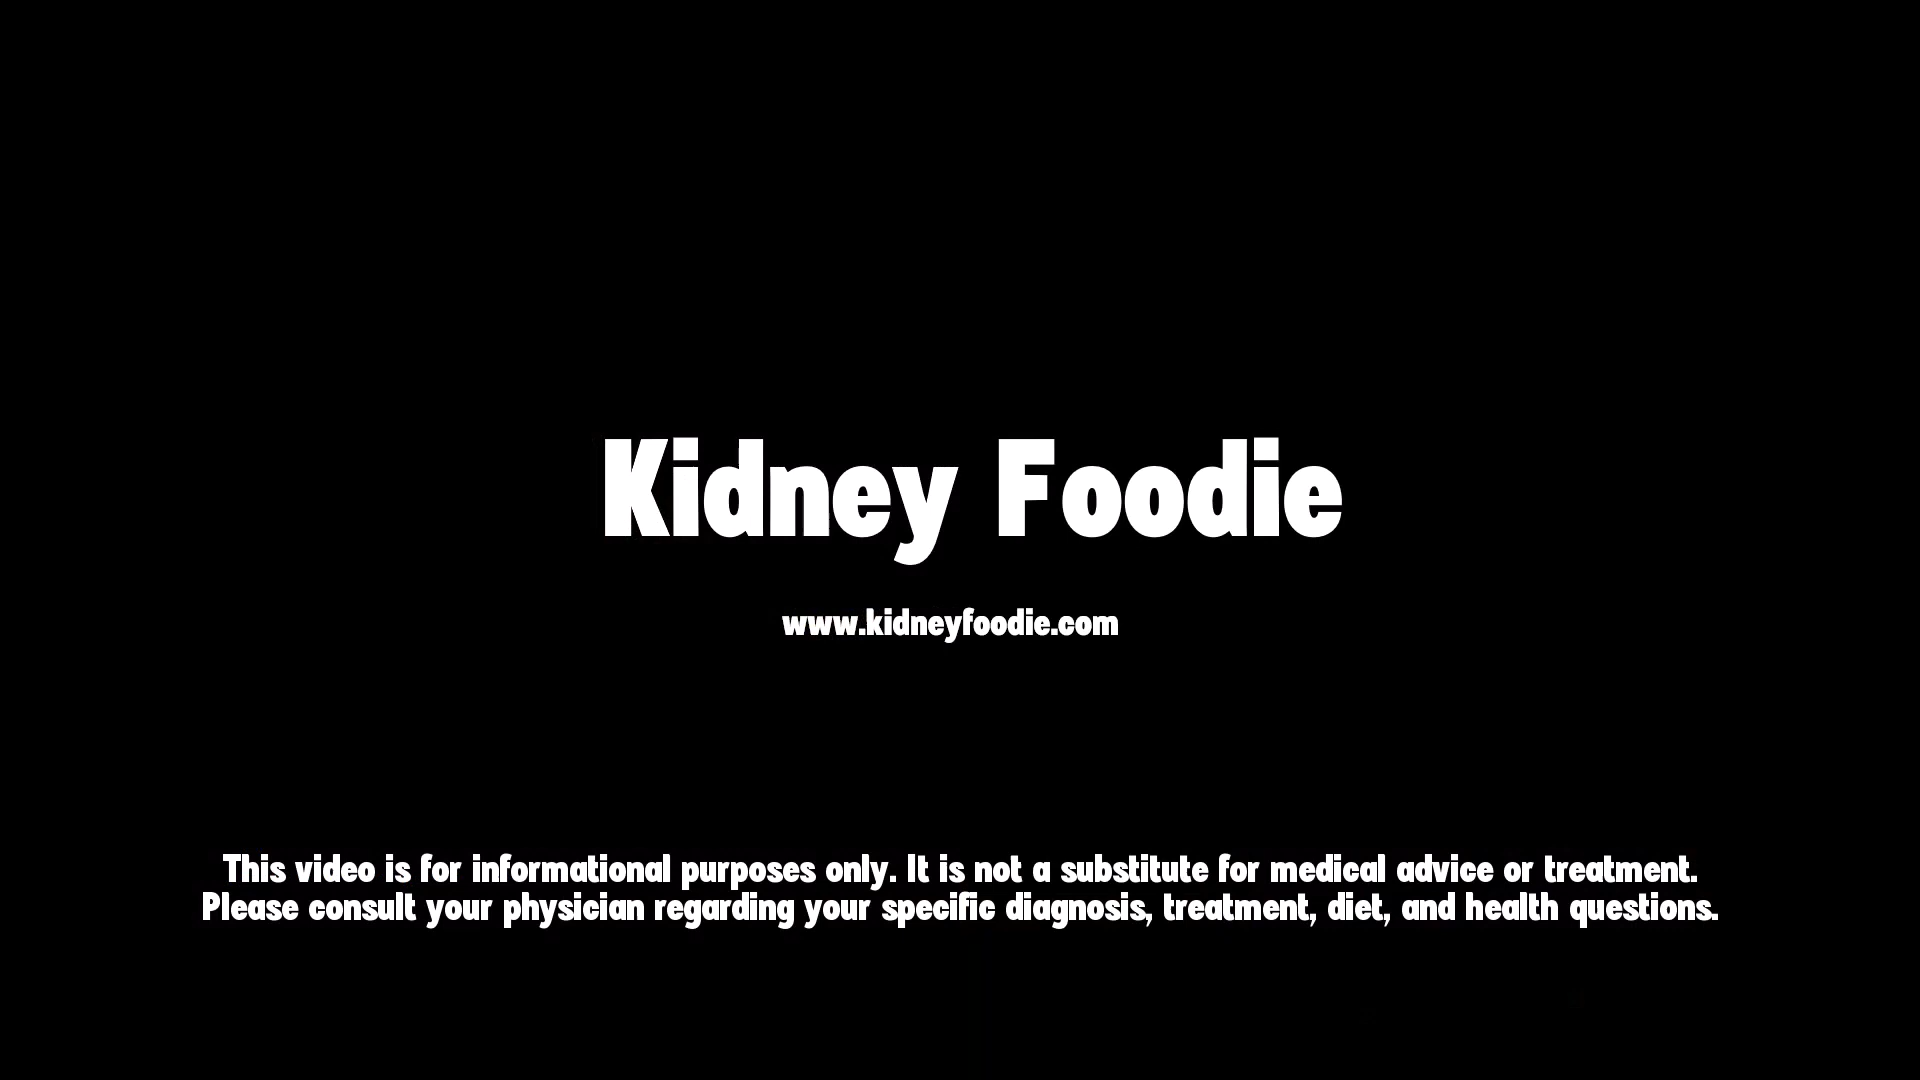 Kidney Foodie
www.kidneyfoodie.com
This video is for informational purposes only. It is not a substitute for medical advice or treatment.
Please consult your physician regarding your specific diagnosis, treatment, diet, and health questions.